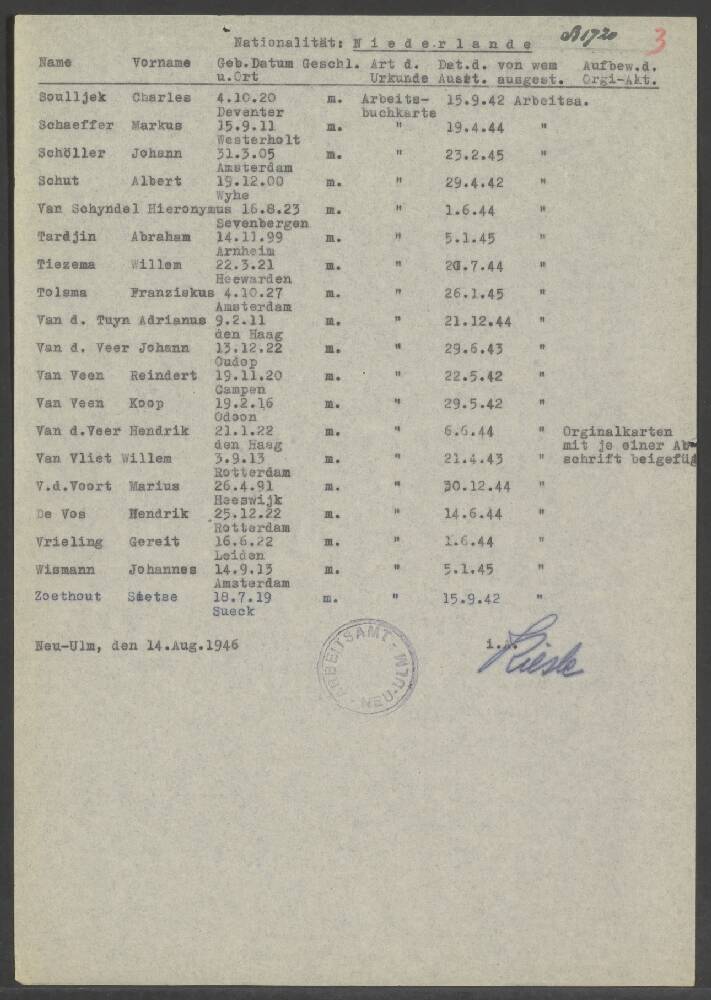 Nationalität: N i e d e r l a n d e 3
Name Vorname Geb.Datum Geschl. Art d. Dat.d. von wem Aufbew.d.
u.Ort Urkunde Ausst. ausgest. Orgi-Akt.
Soulljek Charles 4.10.20 m. Arbeits- 15.9.42 Arbeitsa.
Deventer buchkarte
Schaeffer Markus 15.9.11 m. " 19.4.44 "
Westerholt
Schöller Johann 31.3.05 m. " 23.2.45 "
Amsterdam
Schut Albert 19.12.00 m. " 29.4.42 "
Wyhe
Van Schyndel Hieronymus 16.8.23 m. " 1.6.44 "
Sevenbergen
Tardjin Abraham 14.11.99 m. " 5.1.45 "
Arnheim
Tiezema Willem 22.3.21 m. " 20.7.44 "
Heewarden
Tolsma Franziskus 4.10.27 m. " 26.1.45 "
Amsterdam
Van d. Tuyn Adrianus 9.2.11 m. " 21.12.44 "
den Haag
Van d. Veer Johann 13.12.22 m. " 29.6.43 "
Oudop
Van Veen Reindert 19.11.20 m. " 22.5.42 "
Campen
Van Veen Koop 19.2.16 m. " 29.5.42 "
Odoon
Van d.Veer Hendrik 21.1.22 m. " 6.6.44 " Orginalkarten
den Haag mit je einer Ab-
Van Vliet Willem 3.9.13 m. " 21.4.43 " schrift beigefüg
Rotterdam
V.d.Voort Marius 26.4.91 m. " 30.12.44 "
Heeswijk
De Vos Hendrik 25.12.22 m. " 14.6.44 "
Rotterdam
Vrieling Gereit 16.6.22 m. " 1.6.44 "
Leiden
Wismann Johannes 14.9.13 m. " 5.1.45 "
Amsterdam
Zoethout Sietse 18.7.19 m. " 15.9.42 "
Sueck
Neu-Ulm, den 14.Aug.1946 i.A.
ARBEITSAMT - NEU-ULM -